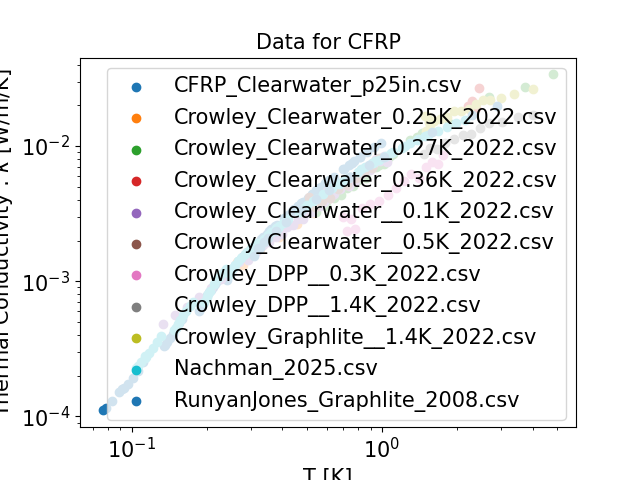 Data for CFRP
Thermal Conductivity : k [W/m/K]
10⁻²
10⁻³
10⁻⁴
CFRP_Clearwater_p25in.csv
Crowley_Clearwater_0.25K_2022.csv
Crowley_Clearwater_0.27K_2022.csv
Crowley_Clearwater_0.36K_2022.csv
Crowley_Clearwater__0.1K_2022.csv
Crowley_Clearwater__0.5K_2022.csv
Crowley_DPP__0.3K_2022.csv
Crowley_DPP__1.4K_2022.csv
Crowley_Graphlite__1.4K_2022.csv
Nachman_2025.csv
RunyanJones_Graphlite_2008.csv
10⁻¹
10⁰
T [K]